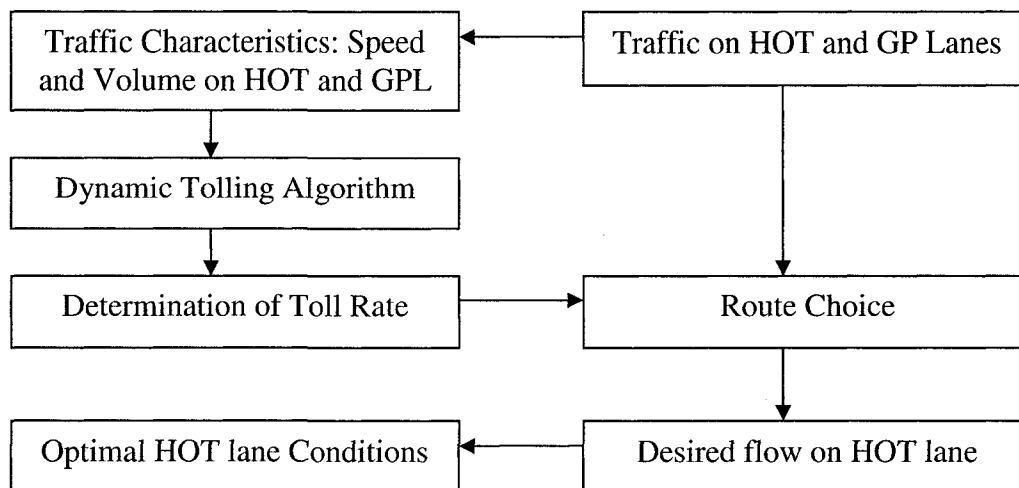 Traffic Characteristics: Speed
and Volume on HOT and GPL
Traffic on HOT and GP Lanes
Dynamic Tolling Algorithm
Determination of Toll Rate
Route Choice
Optimal HOT lane Conditions
Desired flow on HOT lane